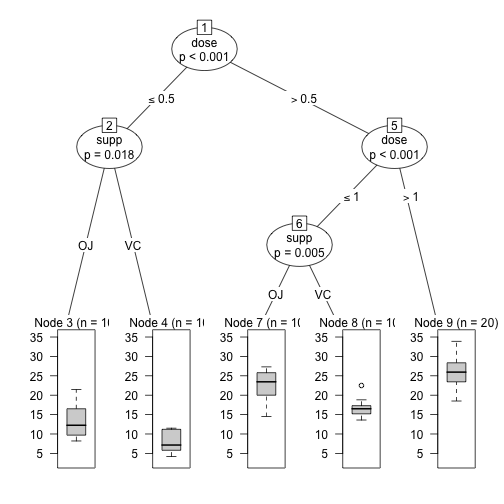 1
dose
p < 0.001
≤ 0.5
> 0.5
2
supp
p = 0.018
5
dose
p < 0.001
≤ 1
> 1
6
supp
p = 0.005
OJ
VC
OJ
VC
Node 3 (n = 1
Node 4 (n = 1
Node 7 (n = 1
Node 8 (n = 1
Node 9 (n = 20)
35
30
25
20
15
10
5
35
30
25
20
15
10
5
35
30
25
20
15
10
5
35
30
25
20
15
10
5
35
30
25
20
15
10
5